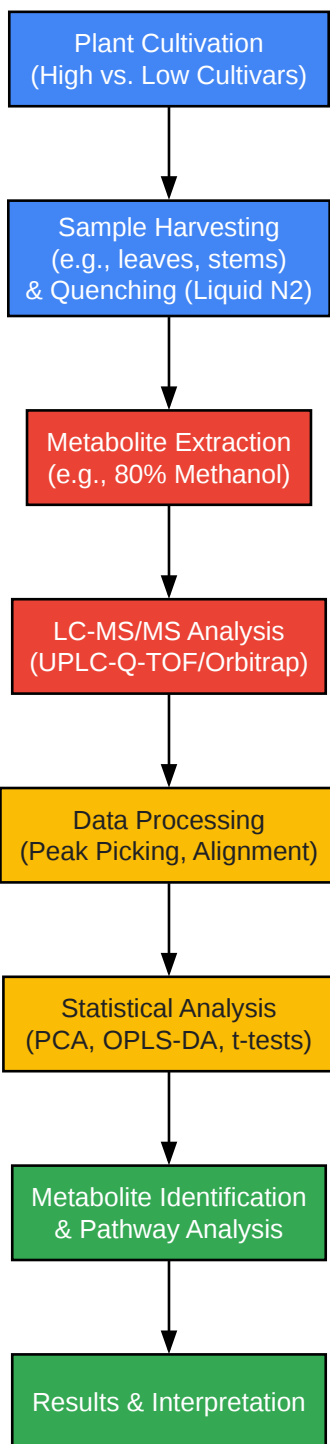 Plant Cultivation
(High vs. Low Cultivars)
Sample Harvesting
(e.g., leaves, stems)
& Quenching (Liquid N2)
Metabolite Extraction
(e.g., 80% Methanol)
LC-MS/MS Analysis
(UPLC-Q-TOF/Orbitrap)
Data Processing
(Peak Picking, Alignment)
Statistical Analysis
(PCA, OPLS-DA, t-tests)
Metabolite Identification
& Pathway Analysis
Results & Interpretation